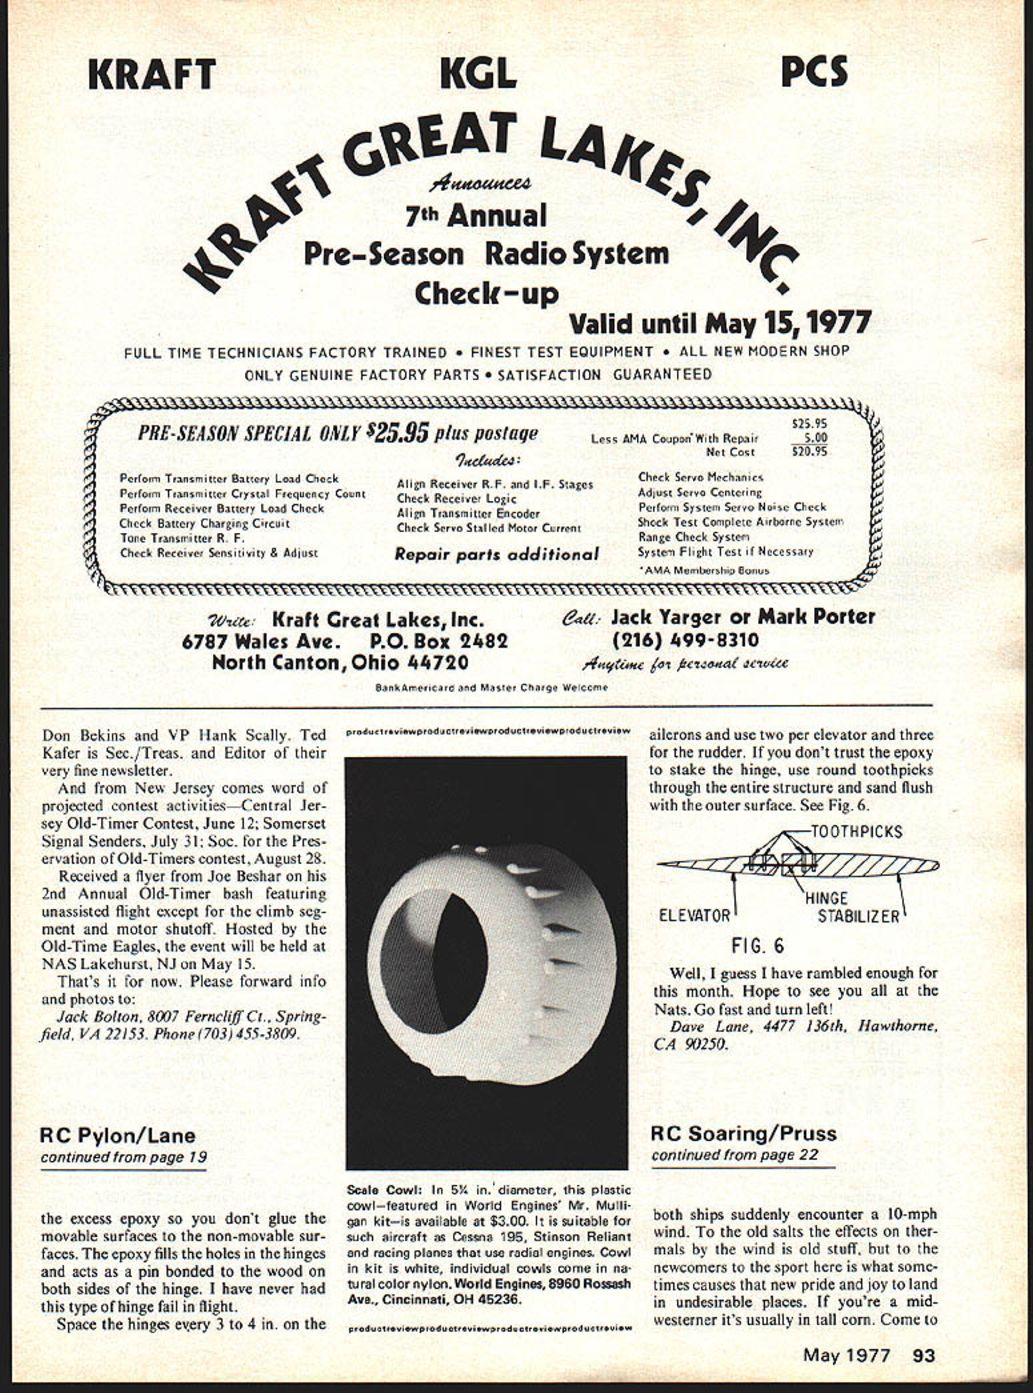 KRAFT KGL PCS
KRAFT GREAT LAKES, INC.
Announces
7th Annual
Pre-Season Radio System
Check-up
Valid until May 15, 1977
FULL TIME TECHNICIANS FACTORY TRAINED • FINEST TEST EQUIPMENT • ALL NEW MODERN SHOP
ONLY GENUINE FACTORY PARTS • SATISFACTION GUARANTEED
PRE-SEASON SPECIAL ONLY $25.95 plus postage
Includes:
$25.95
Less AMA Coupon* With Repair 5.00
Net Cost $20.95
Perform Transmitter Battery Load Check
Perform Transmitter Crystal Frequency Count
Perform Receiver Battery Load Check
Check Battery Charging Circuit
Tone Transmitter R. F.
Check Receiver Sensitivity & Adjust
Align Receiver R.F. and I.F. Stages
Check Receiver Logic
Align Transmitter Encoder
Check Servo Stalled Motor Current
Repair parts additional
Check Servo Mechanics
Adjust Servo Centering
Perform System Servo Noise Check
Shock Test Complete Airborne System
Range Check System
System Flight Test if Necessary
*AMA Membership Bonus
Write: Kraft Great Lakes, Inc.
6787 Wales Ave. P.O. Box 2482
North Canton, Ohio 44720
Call: Jack Yarger or Mark Porter
(216) 499-8310
Anytime for personal service
BankAmericard and Master Charge Welcome
Don Bekins and VP Hank Scally. Ted
Kafer is Sec./Treas. and Editor of their
very fine newsletter.
And from New Jersey comes word of
projected contest activities—Central Jer-
sey Old-Timer Contest, June 12; Somerset
Signal Senders, July 31; Soc. for the Pres-
ervation of Old-Timers contest, August 28.
Received a flyer from Joe Beshar on his
2nd Annual Old-Timer bash featuring
unassisted flight except for the climb seg-
ment and motor shutoff. Hosted by the
Old-Time Eagles, the event will be held at
NAS Lakehurst, NJ on May 15.
That's it for now. Please forward info
and photos to:
Jack Bolton, 8007 Ferncliff Ct., Spring-
field, VA 22153. Phone (703) 455-3809.
RC Pylon/Lane
continued from page 19
the excess epoxy so you don't glue the
movable surfaces to the non-movable sur-
faces. The epoxy fills the holes in the hinges
and acts as a pin bonded to the wood on
both sides of the hinge. I have never had
this type of hinge fail in flight.
Space the hinges every 3 to 4 in. on the
productreviewproductreviewproductreviewproductreview
Scale Cowl: In 5¼ in. diameter, this plastic
cowl—featured in World Engines' Mr. Mulli-
gan kit—is available at $3.00. It is suitable for
such aircraft as Cessna 195, Stinson Reliant
and racing planes that use radial engines. Cowl
in kit is white, individual cowls come in na-
tural color nylon. World Engines, 8960 Rossash
Ave., Cincinnati, OH 45236.
productreviewproductreviewproductreviewproductreview
ailerons and use two per elevator and three
for the rudder. If you don't trust the epoxy
to stake the hinge, use round toothpicks
through the entire structure and sand flush
with the outer surface. See Fig. 6.
TOOTHPICKS
HINGE
ELEVATOR STABILIZER
FIG. 6
Well, I guess I have rambled enough for
this month. Hope to see you all at the
Nats. Go fast and turn left!
Dave Lane, 4477 136th, Hawthorne,
CA 90250.
RC Soaring/Pruss
continued from page 22
both ships suddenly encounter a 10-mph
wind. To the old salts the effects on ther-
mals by the wind is old stuff, but to the
newcomers to the sport here is what some-
times causes that new pride and joy to land
in undesirable places. If you're a mid-
westerner it's usually in tall corn. Come to
May 1977 93